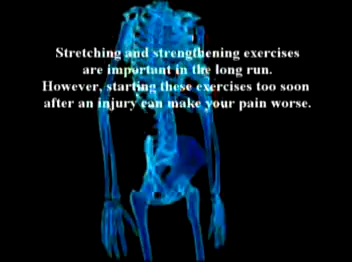 Stretching and strengthening exercises
are important in the long run.
However, starting these exercises too soon
after an injury can make your pain worse.